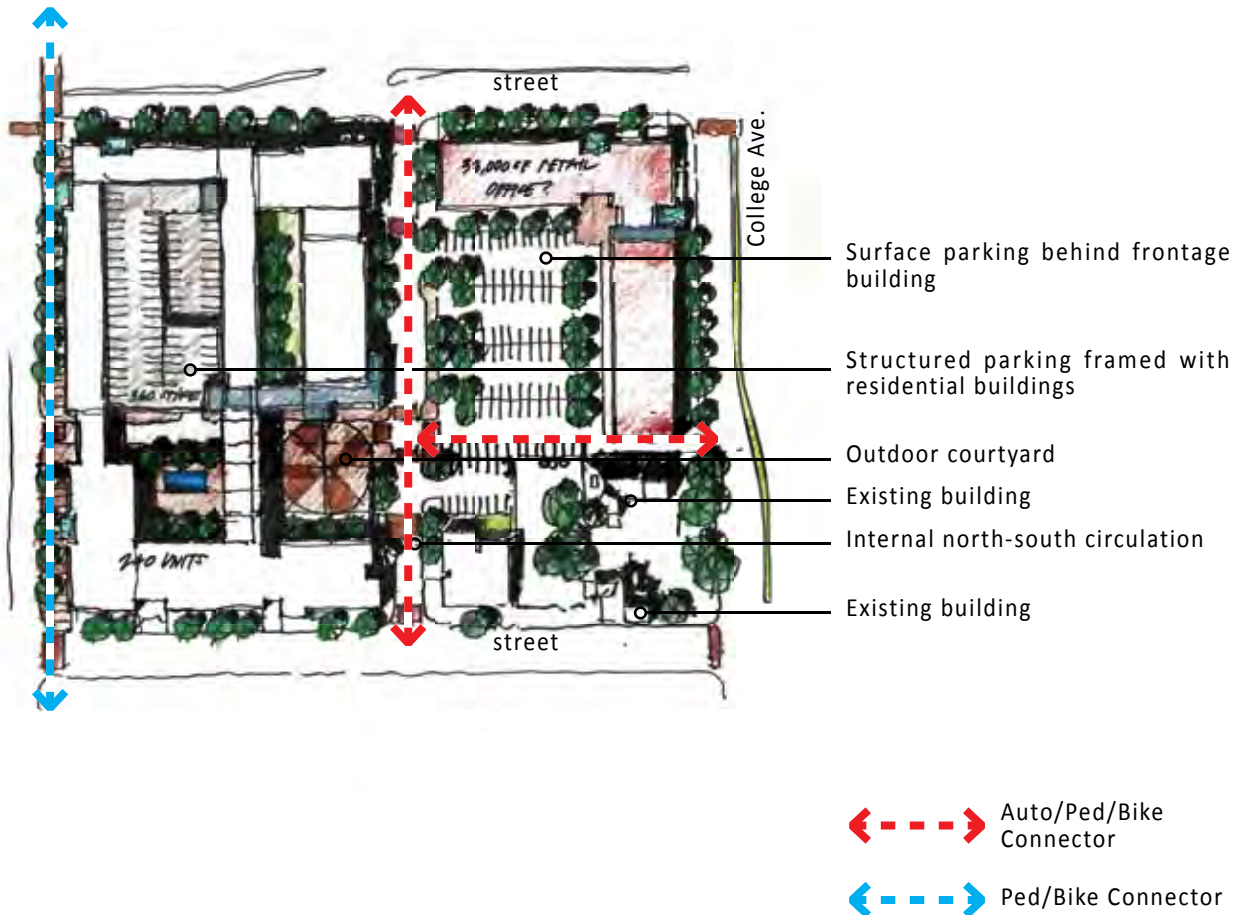 street
College Ave.
OFFICE?
Surface parking behind frontage
building
Structured parking framed with
residential buildings
Outdoor courtyard
Existing building
Internal north-south circulation
240 UNITS
Existing building
street
Auto/Ped/Bike
Connector
Ped/Bike Connector